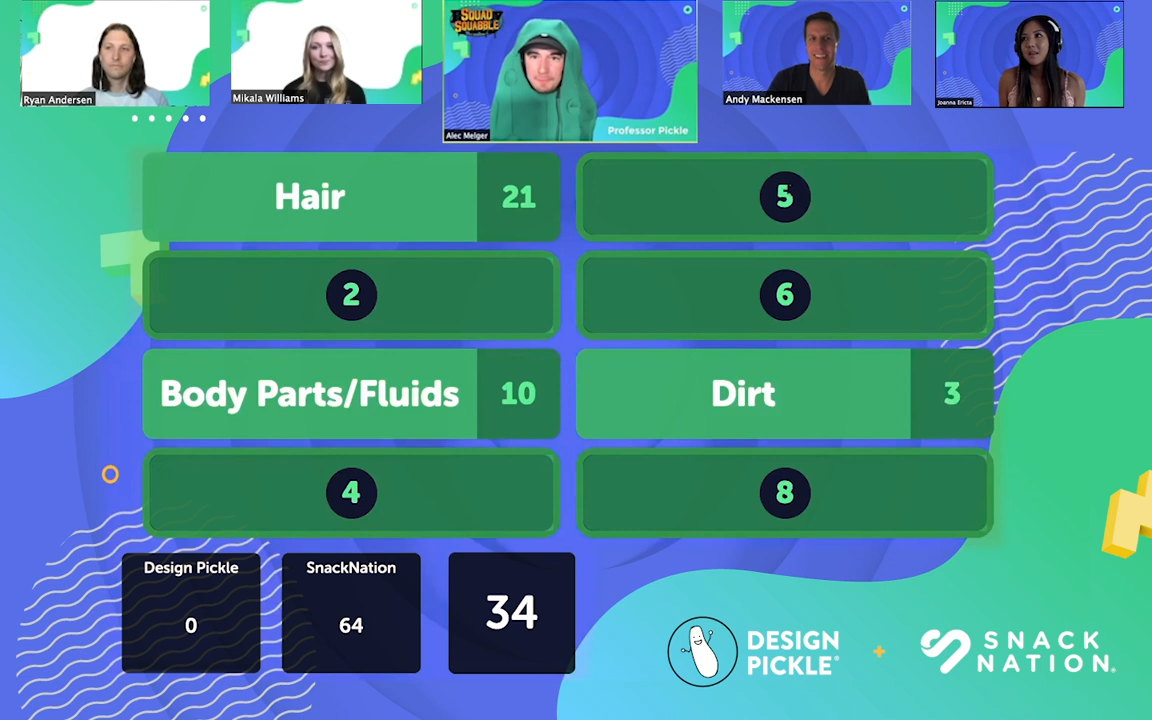 SQUAD
SQUABBLE
Ryan Andersen
Mikala Williams
Alec Melger
Professor Pickle
Andy Mackensen
Joanna Ericta
Hair 21
5
2
6
Body Parts/Fluids 10
Dirt 3
4
8
Design Pickle
0
SnackNation
64
34
DESIGN
PICKLE®
+
SNACK
NATION.